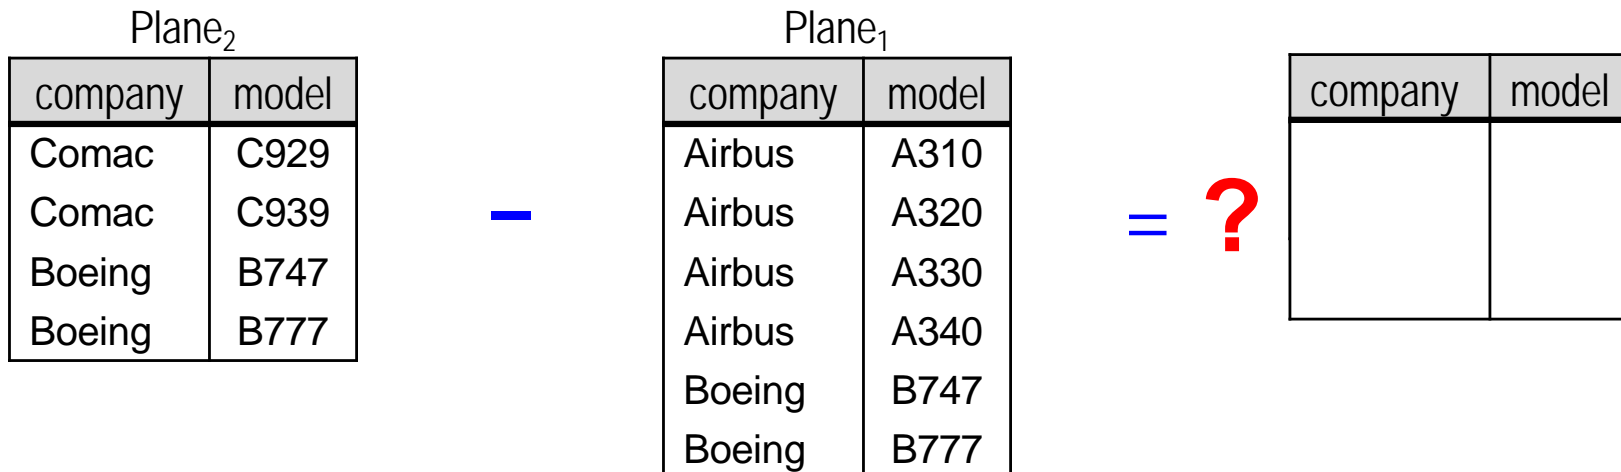 Plane₂
company model
Comac C929
Comac C939
Boeing B747
Boeing B777
–
Plane₁
company model
Airbus A310
Airbus A320
Airbus A330
Airbus A340
Boeing B747
Boeing B777
= ?
company model